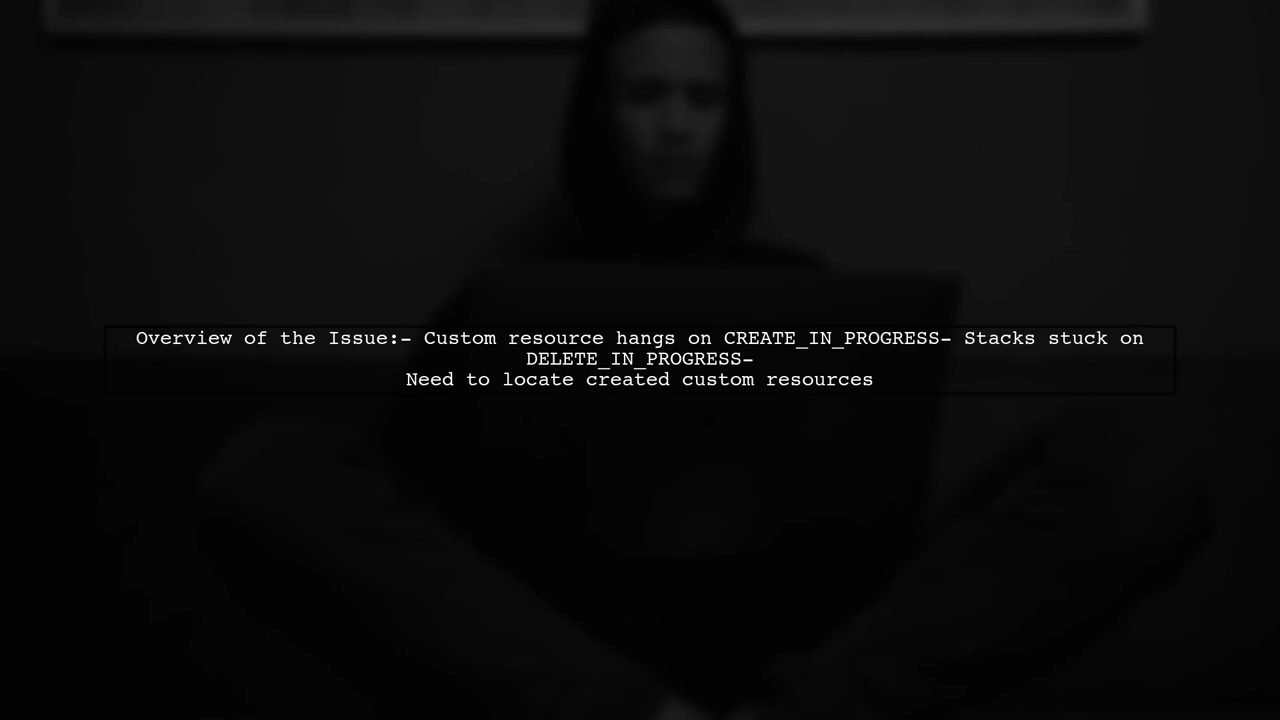 Overview of the Issue:- Custom resource hangs on CREATE_IN_PROGRESS- Stacks stuck on
DELETE_IN_PROGRESS-
Need to locate created custom resources